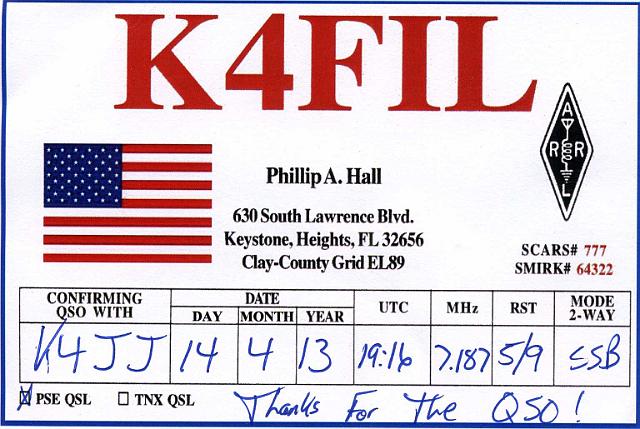 K4FIL
A
R R
L
Phillip A. Hall
630 South Lawrence Blvd.
Keystone, Heights, FL 32656
Clay-County Grid EL89
SCARS# 777
SMIRK# 64322
CONFIRMING QSO WITH DATE DAY MONTH YEAR UTC MHz RST MODE 2-WAY
K4JJ 14 4 13 19:16 7.187 5/9 SSB
PSE QSL TNX QSL Thanks For The QSO!